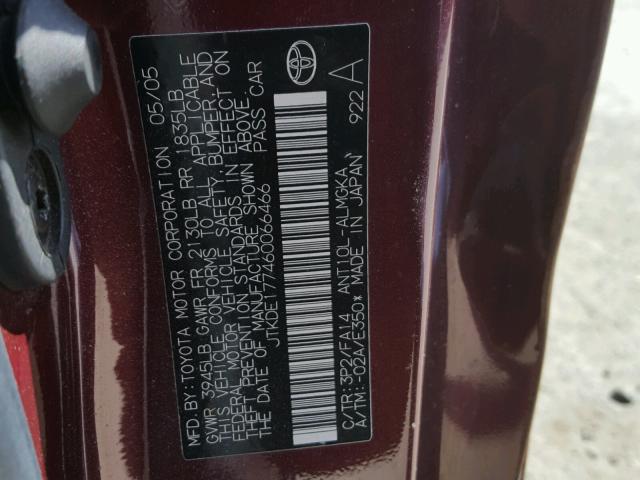 MFD BY: TOYOTA MOTOR CORPORATION 05/05
GVWR 3945LB GAWR FR 2130LB RR 1835LB
THIS VEHICLE CONFORMS TO ALL APPLICABLE
FEDERAL MOTOR VEHICLE SAFETY, BUMPER, AND
THEFT PREVENTION STANDARDS IN EFFECT ON
THE DATE OF MANUFACTURE SHOWN ABOVE.
JTKDE177460066466 PASS CAR
C/TR: 3P2/FA14 ANT10L-ALMGKA 922 A
A/TM: -02A/E350* MADE IN JAPAN